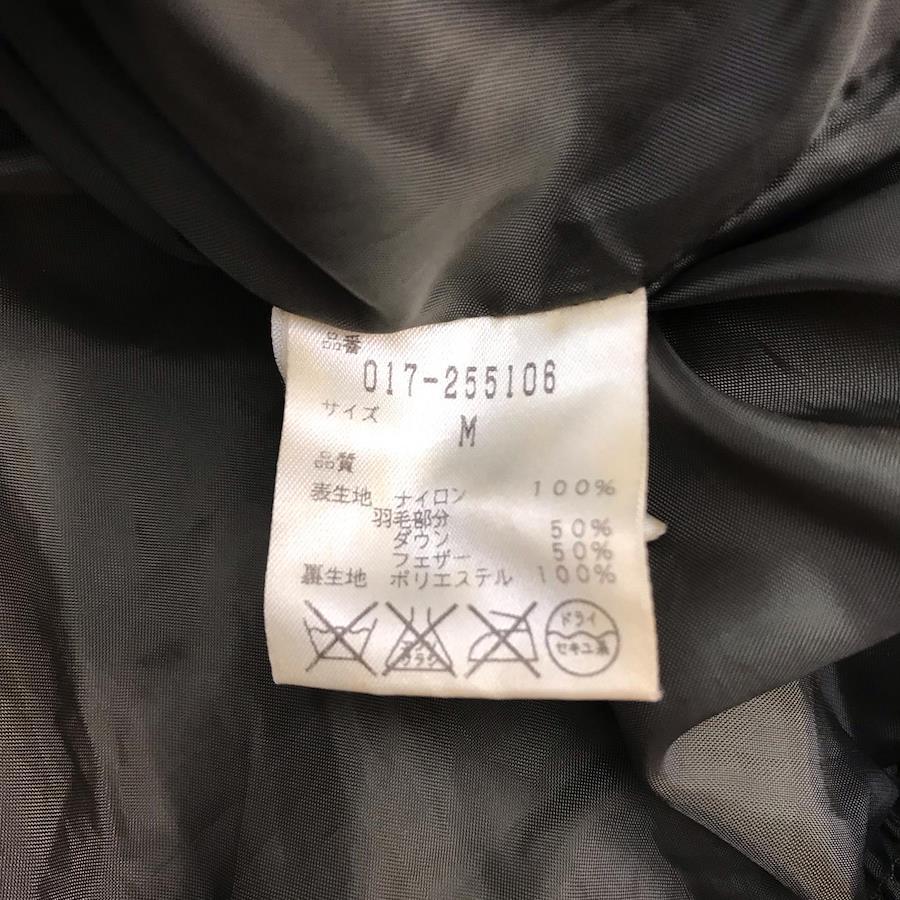 品番
017-255106
サイズ
M
品質
表生地 ナイロン 100%
羽毛部分
ダウン 50%
フェザー 50%
裏生地 ポリエステル 100%
ドライ
セキユ系